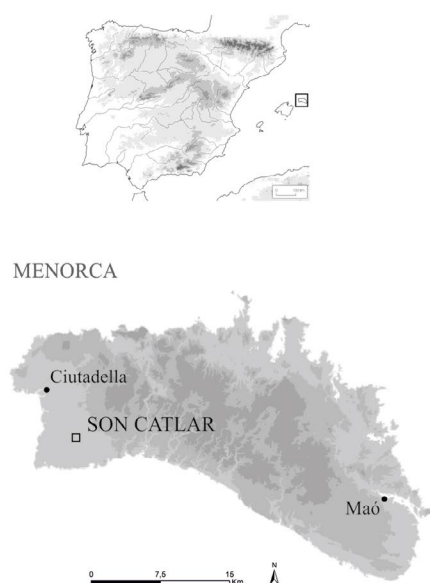 MENORCA
Ciutadella
SON CATLAR
Maó
N
0 7,5 15
Km